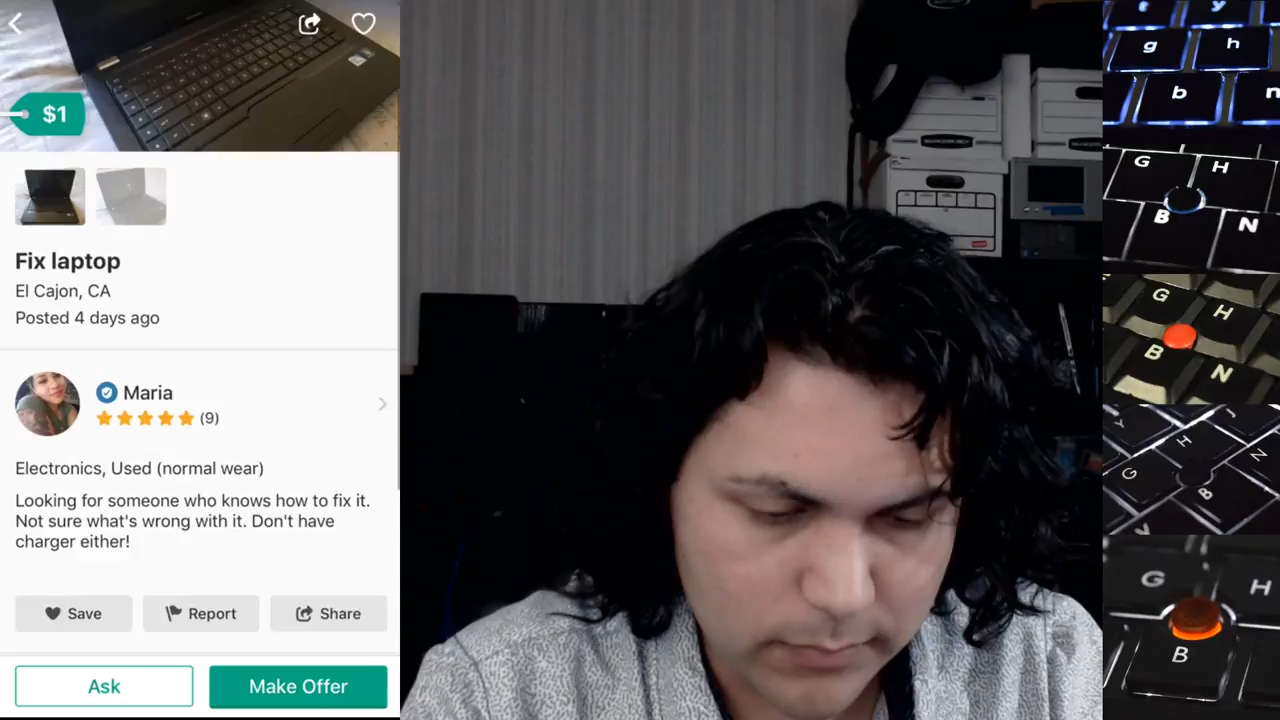 $1
Fix laptop
El Cajon, CA
Posted 4 days ago
Maria
(9)
Electronics, Used (normal wear)
Looking for someone who knows how to fix it.
Not sure what's wrong with it. Don't have
charger either!
Save
Report
Share
Ask
Make Offer
t y
g h
b n
G H
B N
G H
B N
Y H J
G B N
V
G H
B